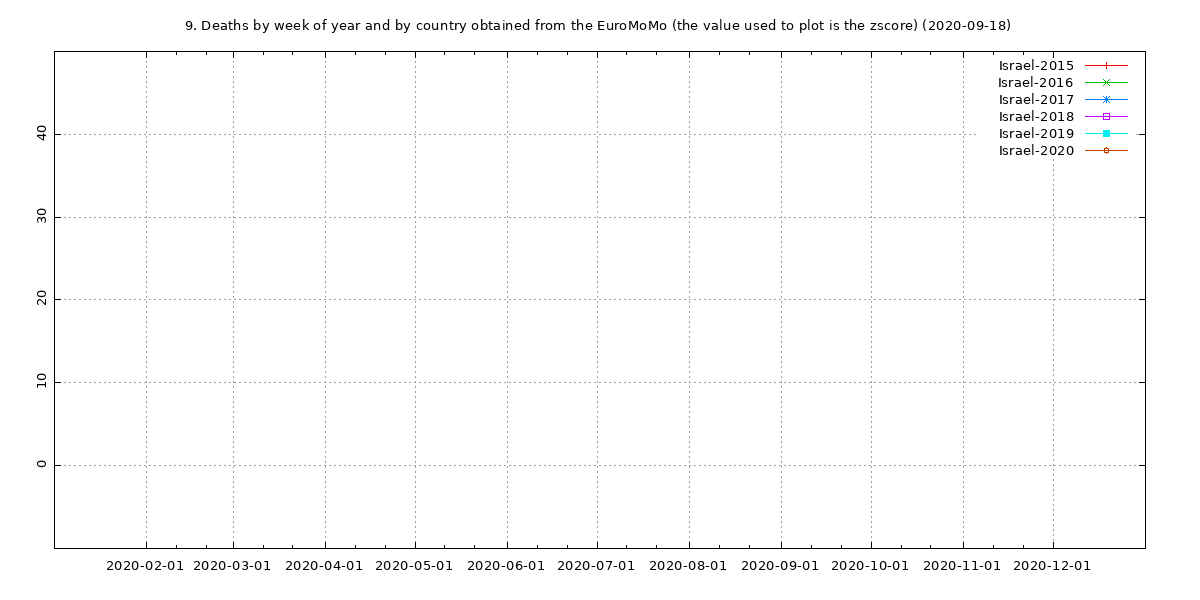 9. Deaths by week of year and by country obtained from the EuroMoMo (the value used to plot is the zscore) (2020-09-18)
Israel-2015
Israel-2016
Israel-2017
Israel-2018
Israel-2019
Israel-2020
40
30
20
10
0
2020-02-01 2020-03-01 2020-04-01 2020-05-01 2020-06-01 2020-07-01 2020-08-01 2020-09-01 2020-10-01 2020-11-01 2020-12-01